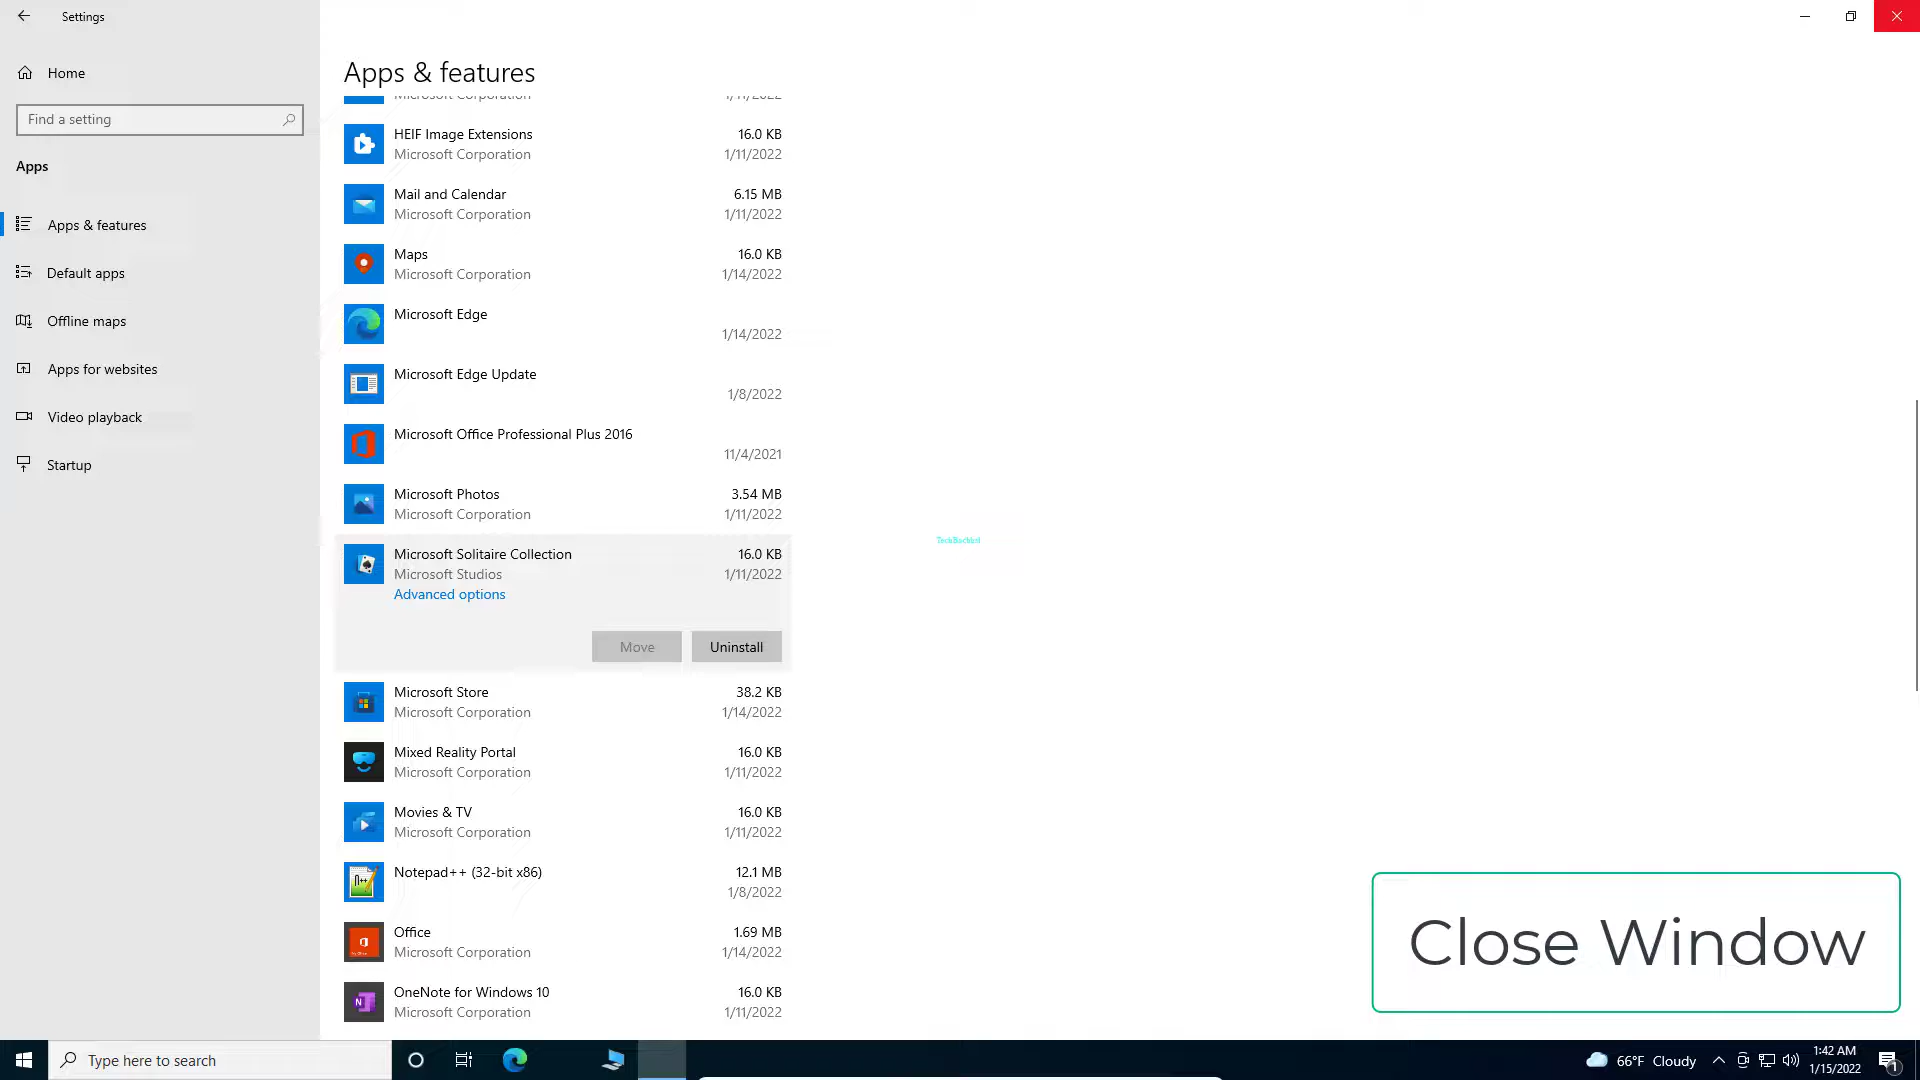 Settings
Home
Find a setting
Apps
Apps & features
Default apps
Offline maps
Apps for websites
Video playback
Startup
Apps & features
Microsoft Corporation 1/11/2022
HEIF Image Extensions 16.0 KB
Microsoft Corporation 1/11/2022
Mail and Calendar 6.15 MB
Microsoft Corporation 1/11/2022
Maps 16.0 KB
Microsoft Corporation 1/14/2022
Microsoft Edge
1/14/2022
Microsoft Edge Update
1/8/2022
Microsoft Office Professional Plus 2016
11/4/2021
Microsoft Photos 3.54 MB
Microsoft Corporation 1/11/2022
Microsoft Solitaire Collection 16.0 KB
Microsoft Studios 1/11/2022
Advanced options
Move Uninstall
Microsoft Store 38.2 KB
Microsoft Corporation 1/14/2022
Mixed Reality Portal 16.0 KB
Microsoft Corporation 1/11/2022
Movies & TV 16.0 KB
Microsoft Corporation 1/11/2022
Notepad++ (32-bit x86) 12.1 MB
1/8/2022
Office 1.69 MB
Microsoft Corporation 1/14/2022
OneNote for Windows 10 16.0 KB
Microsoft Corporation 1/11/2022
Close Window
Type here to search
66°F Cloudy
1:42 AM
1/15/2022
1